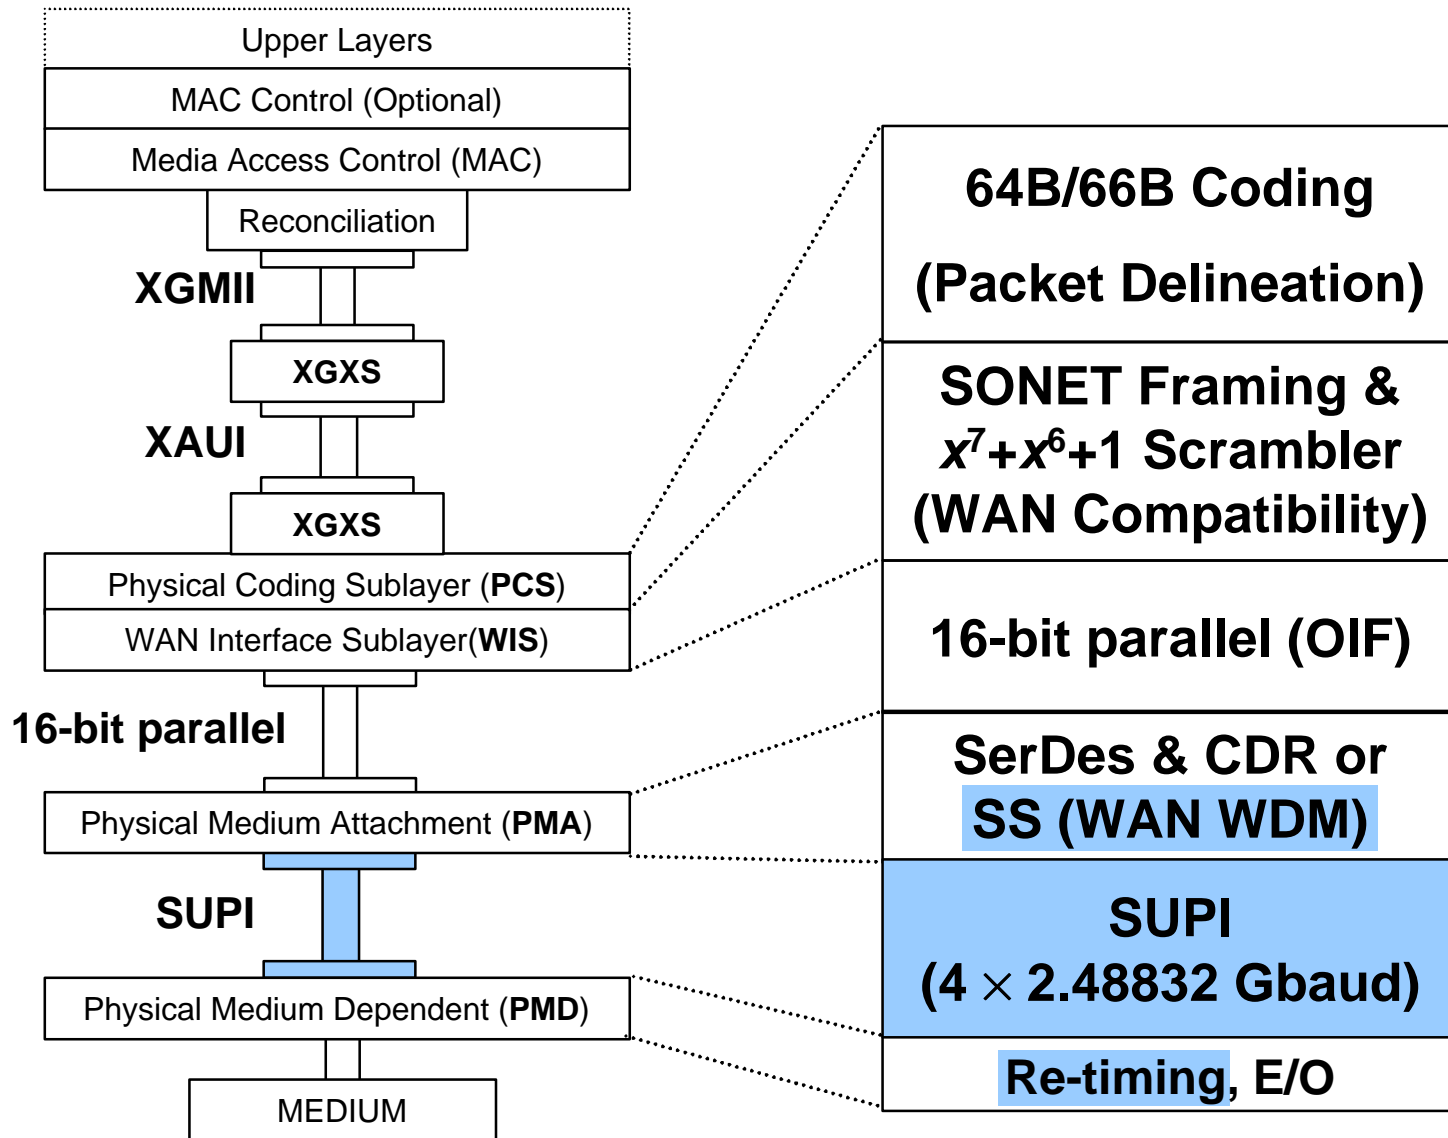 Upper Layers
MAC Control (Optional)
Media Access Control (MAC)
Reconciliation
XGMII
XGXS
XAUI
XGXS
Physical Coding Sublayer (PCS)
WAN Interface Sublayer(WIS)
16-bit parallel
Physical Medium Attachment (PMA)
SUPI
Physical Medium Dependent (PMD)
MEDIUM
64B/66B Coding
(Packet Delineation)
SONET Framing &
x⁷+x⁶+1 Scrambler
(WAN Compatibility)
16-bit parallel (OIF)
SerDes & CDR or
SS (WAN WDM)
SUPI
(4 × 2.48832 Gbaud)
Re-timing, E/O